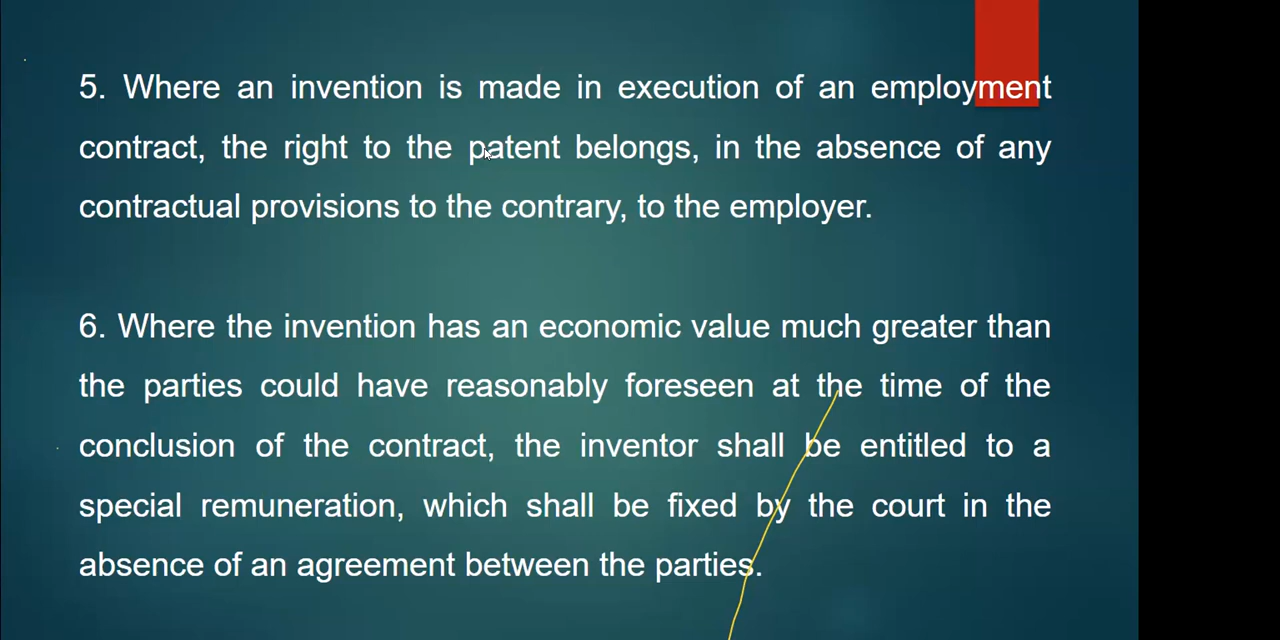 5. Where an invention is made in execution of an employment
contract, the right to the patent belongs, in the absence of any
contractual provisions to the contrary, to the employer.
6. Where the invention has an economic value much greater than
the parties could have reasonably foreseen at the time of the
conclusion of the contract, the inventor shall be entitled to a
special remuneration, which shall be fixed by the court in the
absence of an agreement between the parties.